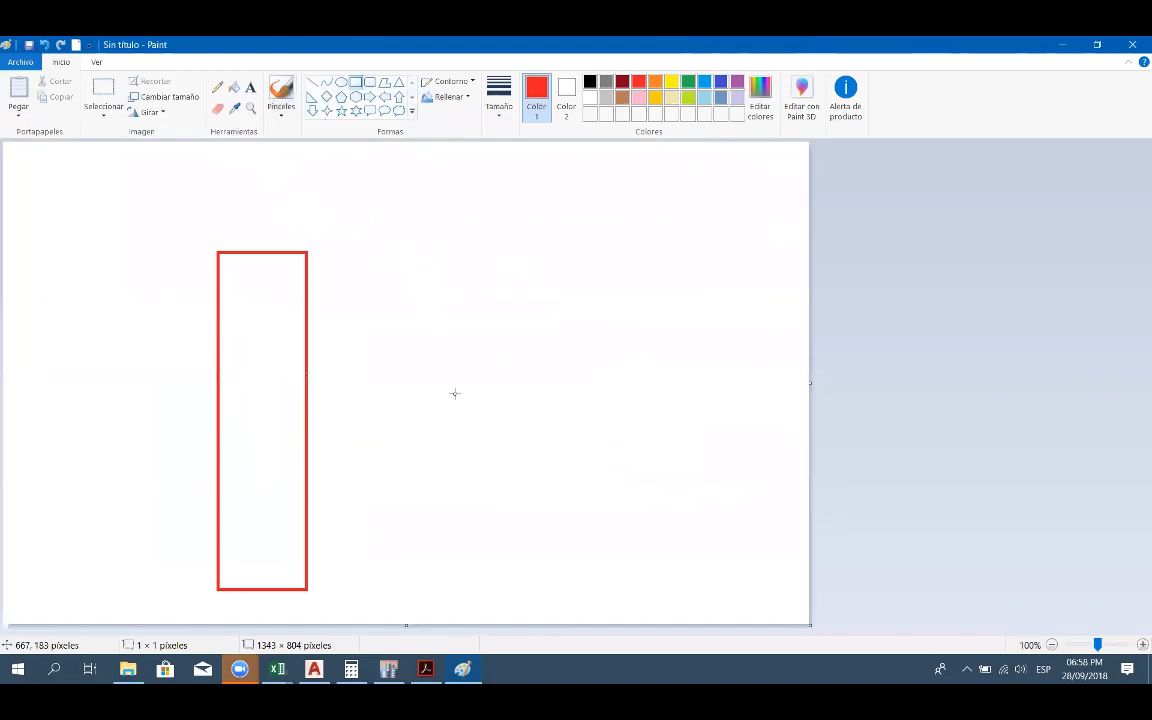 Sin título - Paint
Archivo Inicio Ver
Pegar
Cortar
Copiar
Portapapeles
Seleccionar
Recortar
Cambiar tamaño
Girar
Imagen
Herramientas
Pinceles
Contorno
Rellenar
Formas
Tamaño
Color
1
Color
2
Editar
colores
Colores
Editar con
Paint 3D
Alerta de
producto
667, 183 píxeles 1 × 1 píxeles 1343 × 804 píxeles 100%
ESP 06:58 PM
28/09/2018